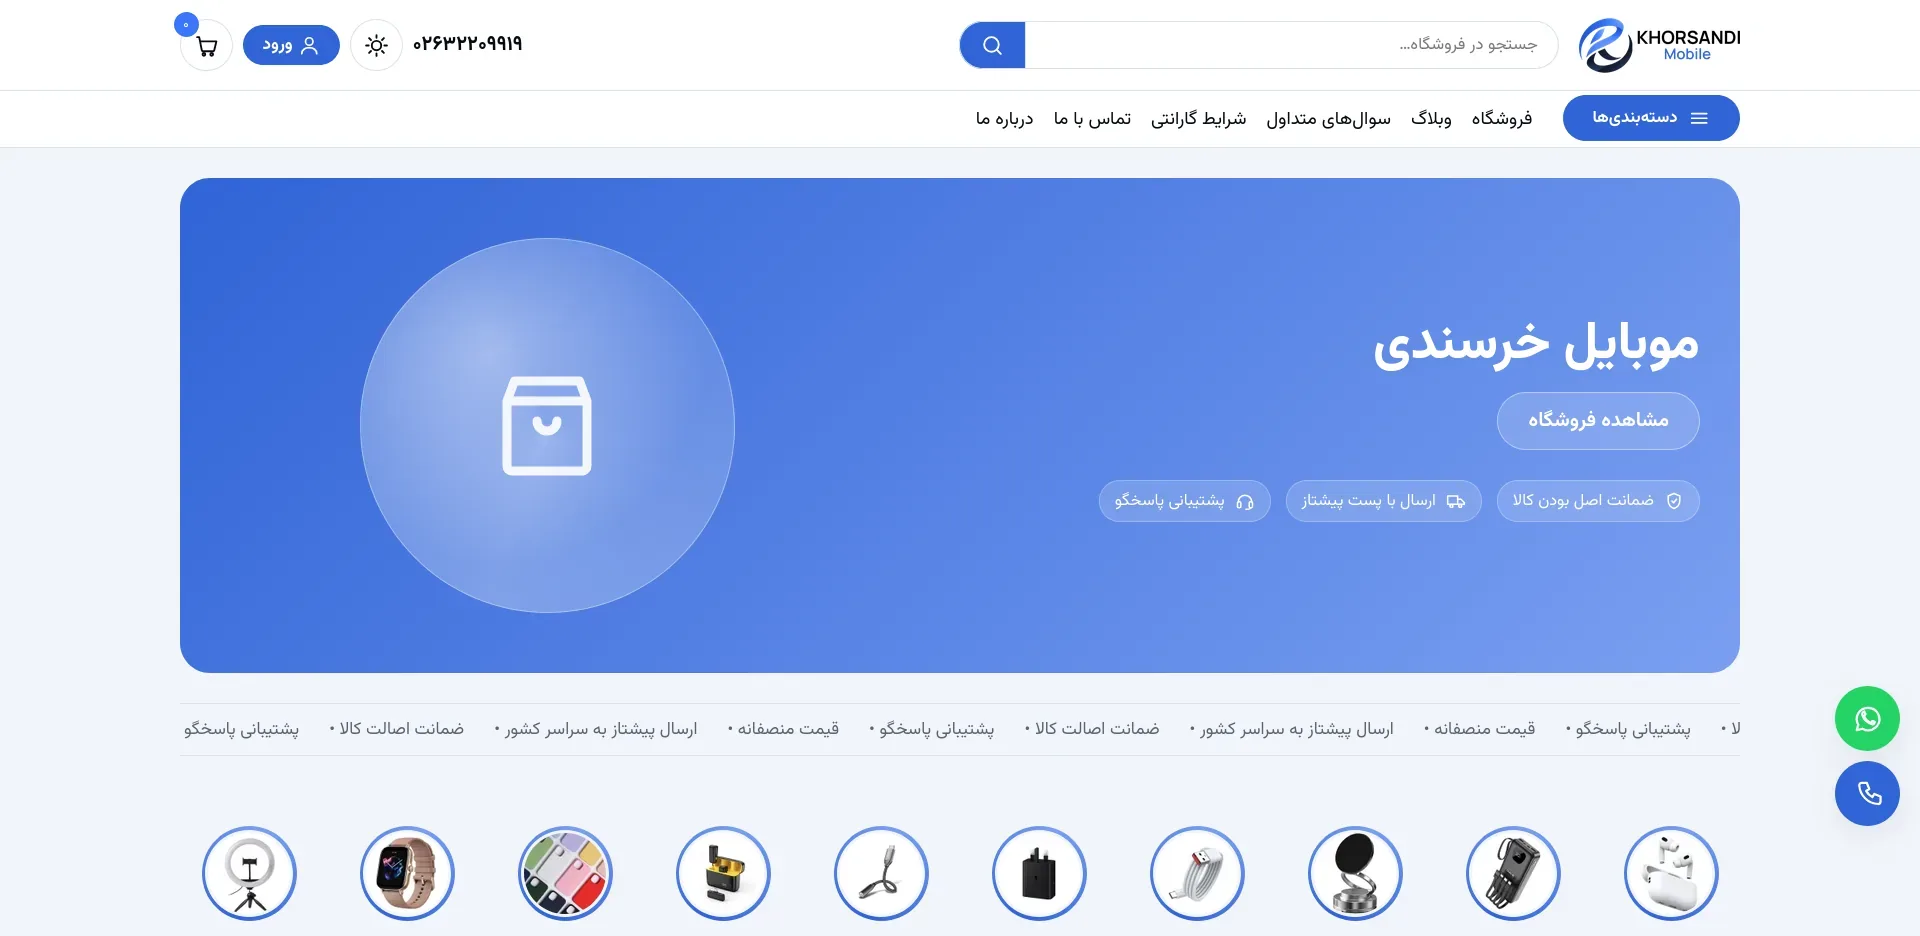 KHORSANDI
Mobile
جستجو در فروشگاه...
۰۲۶۳۲۲۰۹۹۱۹
ورود
۰
دسته‌بندی‌ها
فروشگاه
وبلاگ
سوال‌های متداول
شرایط گارانتی
تماس با ما
درباره ما
موبایل خرسندی
مشاهده فروشگاه
ضمانت اصل بودن کالا
ارسال با پست پیشتاز
پشتیبانی پاسخگو
لا • پشتیبانی پاسخگو • قیمت منصفانه • ارسال پیشتاز به سراسر کشور • ضمانت اصالت کالا • پشتیبانی پاسخگو • قیمت منصفانه • ارسال پیشتاز به سراسر کشور • ضمانت اصالت کالا • پشتیبانی پاسخگو